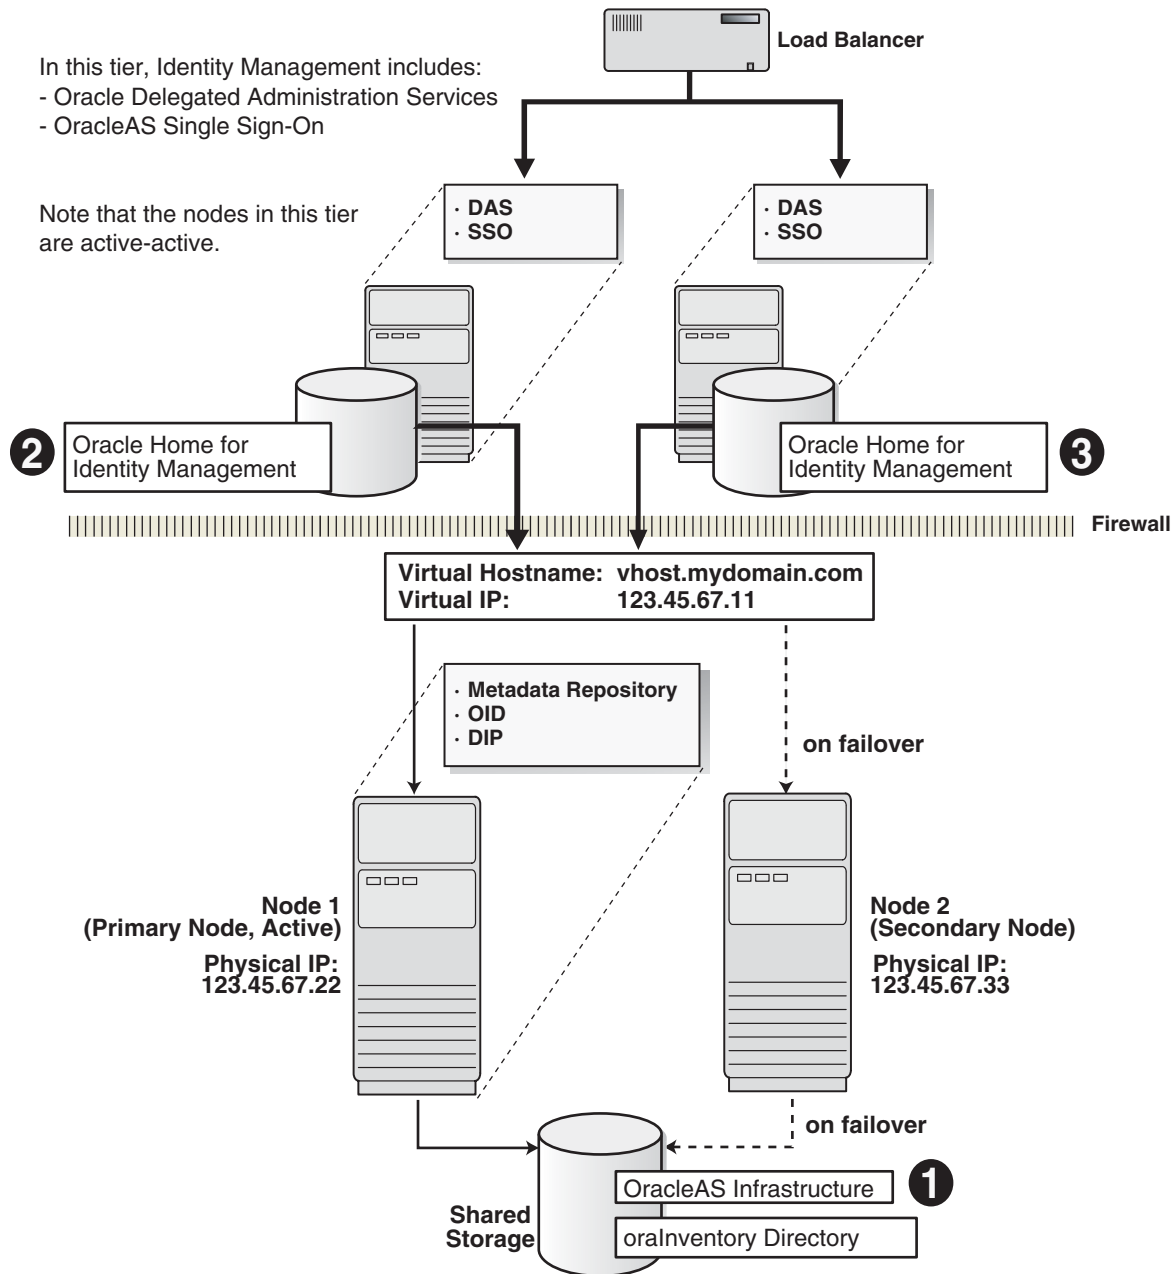 Load Balancer
In this tier, Identity Management includes:
- Oracle Delegated Administration Services
- OracleAS Single Sign-On
Note that the nodes in this tier
are active-active.
· DAS
· SSO
· DAS
· SSO
2
Oracle Home for
Identity Management
Oracle Home for
Identity Management
3
Firewall
Virtual Hostname: vhost.mydomain.com
Virtual IP: 123.45.67.11
· Metadata Repository
· OID
· DIP
on failover
Node 1
(Primary Node, Active)
Physical IP:
123.45.67.22
Node 2
(Secondary Node)
Physical IP:
123.45.67.33
on failover
Shared
Storage
OracleAS Infrastructure
1
oraInventory Directory